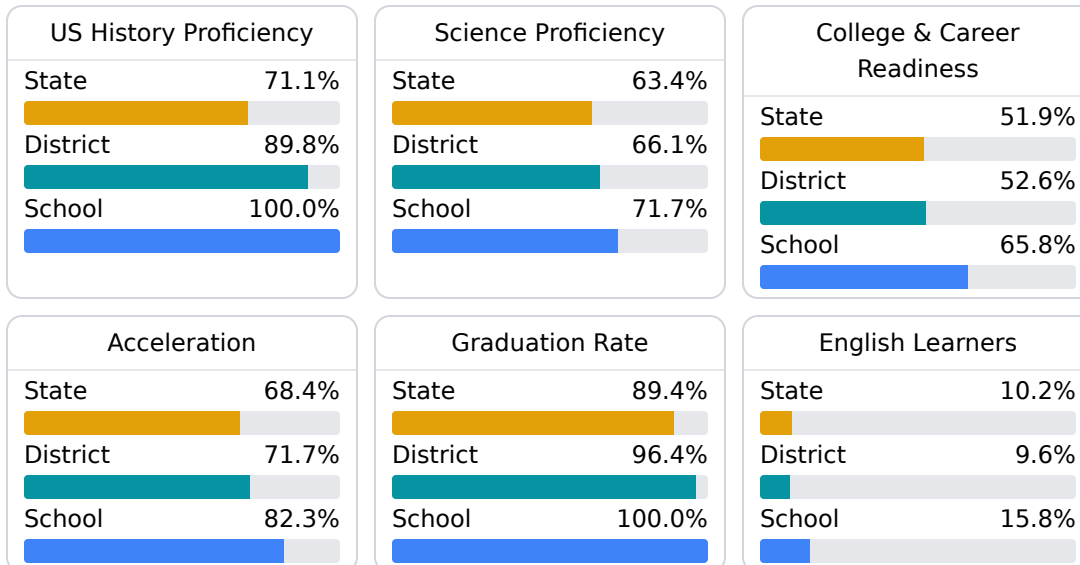 US History Proficiency
State 71.1%
District 89.8%
School 100.0%
Science Proficiency
State 63.4%
District 66.1%
School 71.7%
College & Career
Readiness
State 51.9%
District 52.6%
School 65.8%
Acceleration
State 68.4%
District 71.7%
School 82.3%
Graduation Rate
State 89.4%
District 96.4%
School 100.0%
English Learners
State 10.2%
District 9.6%
School 15.8%